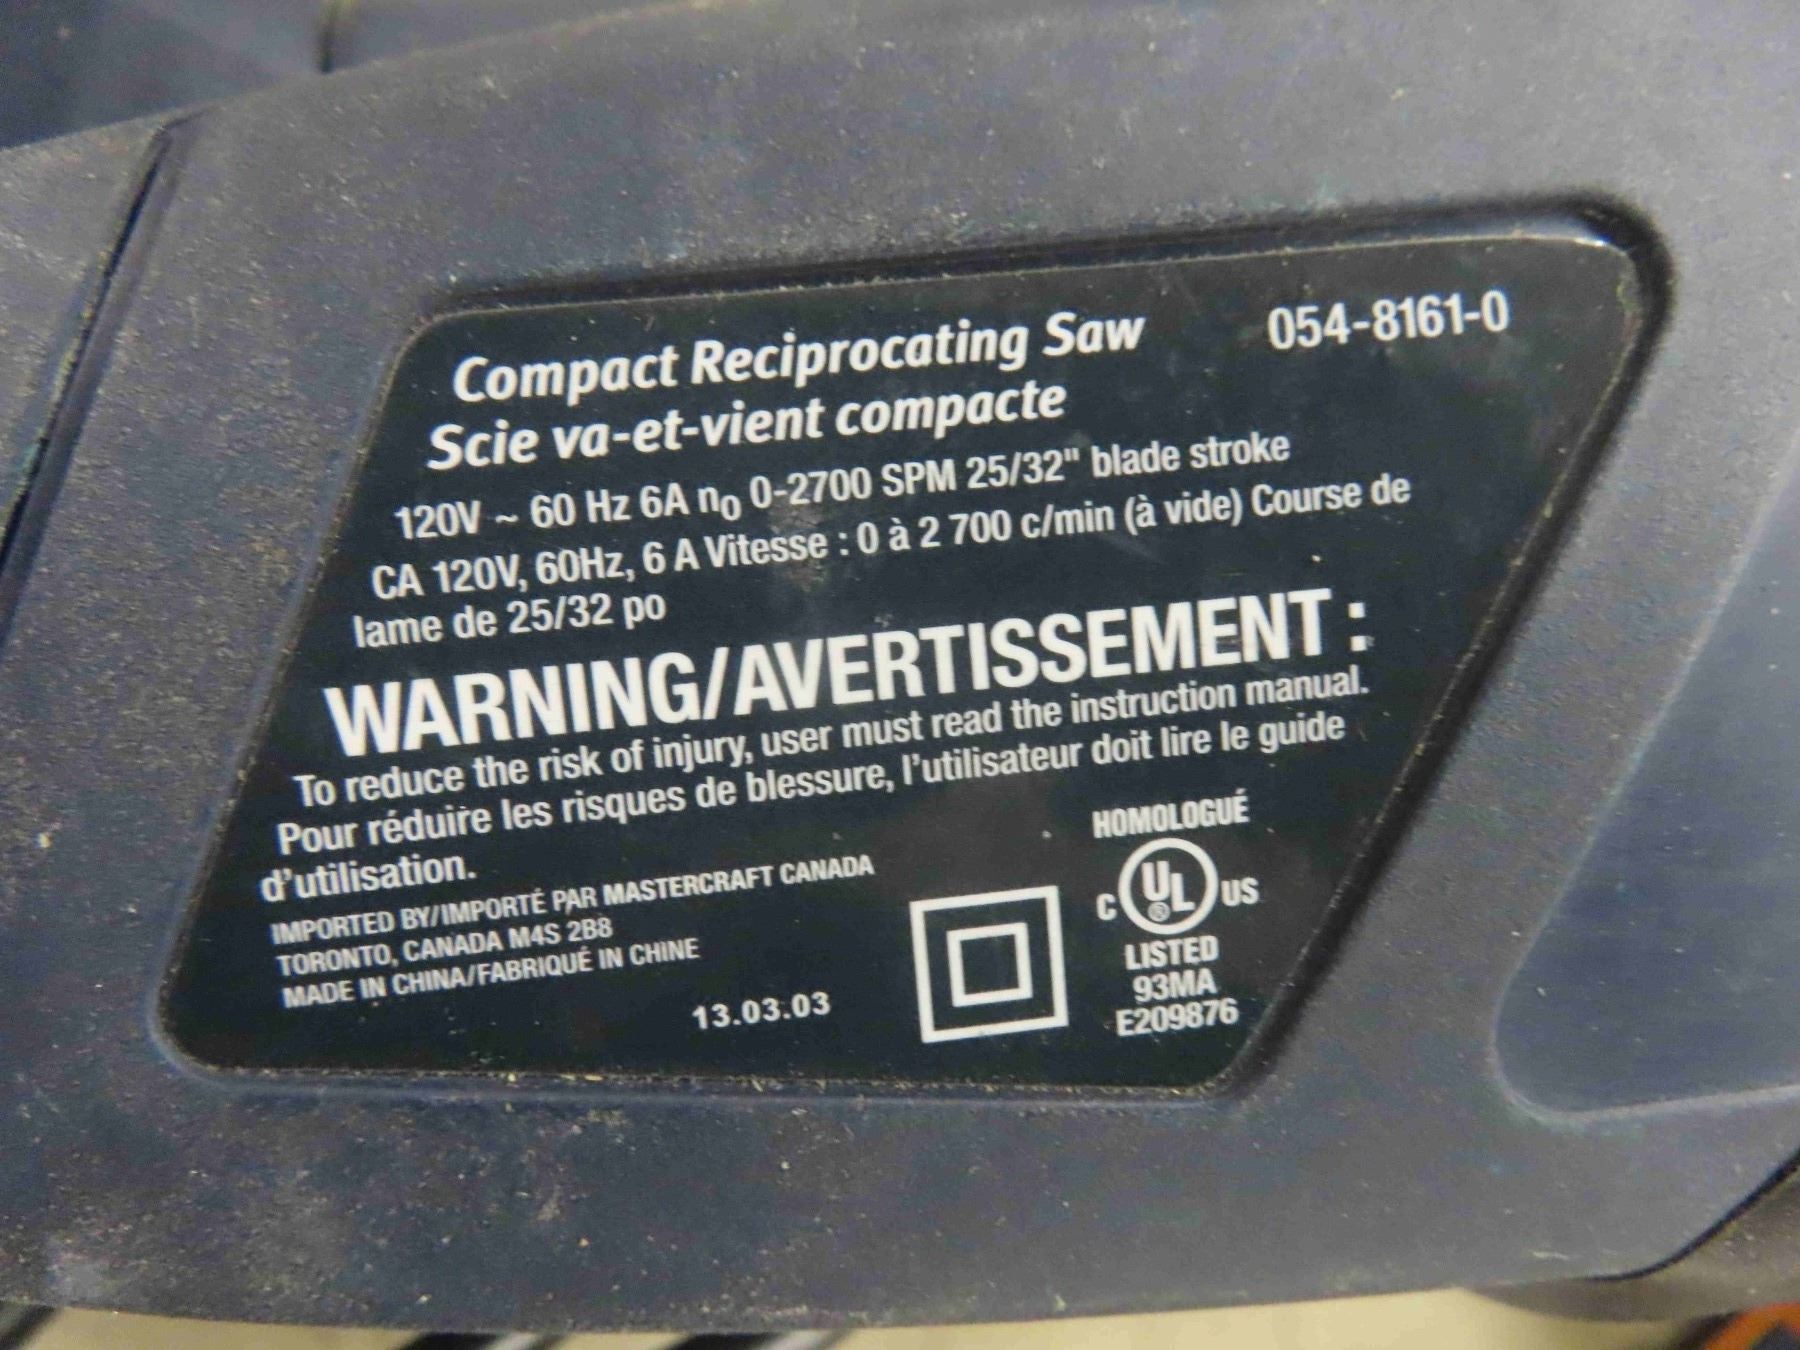 Compact Reciprocating Saw 054-8161-0
Scie va-et-vient compacte
120V ~ 60 Hz 6A n₀ 0-2700 SPM 25/32" blade stroke
CA 120V, 60Hz, 6 A Vitesse : 0 à 2 700 c/min (à vide) Course de
lame de 25/32 po
WARNING/AVERTISSEMENT :
To reduce the risk of injury, user must read the instruction manual.
Pour réduire les risques de blessure, l'utilisateur doit lire le guide
d'utilisation.
IMPORTED BY/IMPORTÉ PAR MASTERCRAFT CANADA
TORONTO, CANADA M4S 2B8
MADE IN CHINA/FABRIQUÉ IN CHINE
13.03.03
HOMOLOGUÉ
C UL® US
LISTED
93MA
E209876